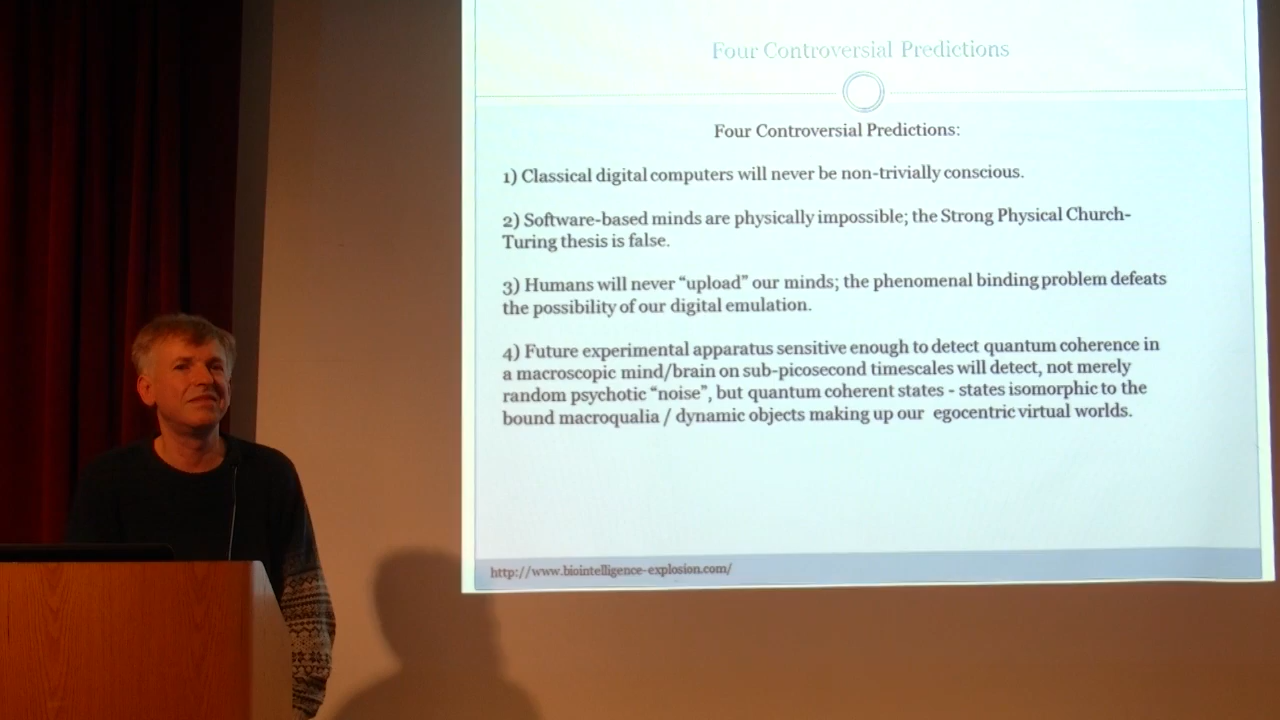 Four Controversial Predictions
Four Controversial Predictions:
1) Classical digital computers will never be non-trivially conscious.
2) Software-based minds are physically impossible; the Strong Physical Church-
Turing thesis is false.
3) Humans will never “upload” our minds; the phenomenal binding problem defeats
the possibility of our digital emulation.
4) Future experimental apparatus sensitive enough to detect quantum coherence in
a macroscopic mind/brain on sub-picosecond timescales will detect, not merely
random psychotic “noise”, but quantum coherent states - states isomorphic to the
bound macroqualia / dynamic objects making up our egocentric virtual worlds.
http://www.biointelligence-explosion.com/